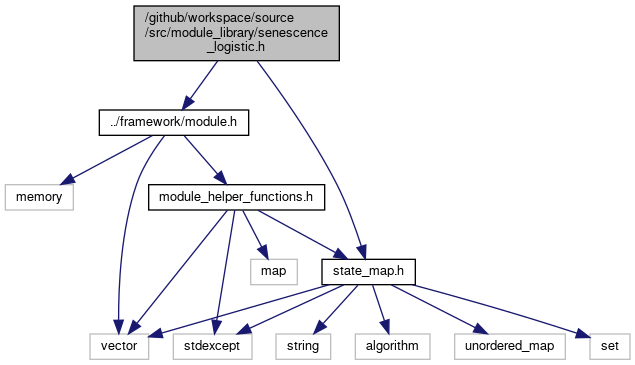 /github/workspace/source
/src/module_library/senescence
_logistic.h
../framework/module.h
memory
module_helper_functions.h
map
state_map.h
vector
stdexcept
string
algorithm
unordered_map
set